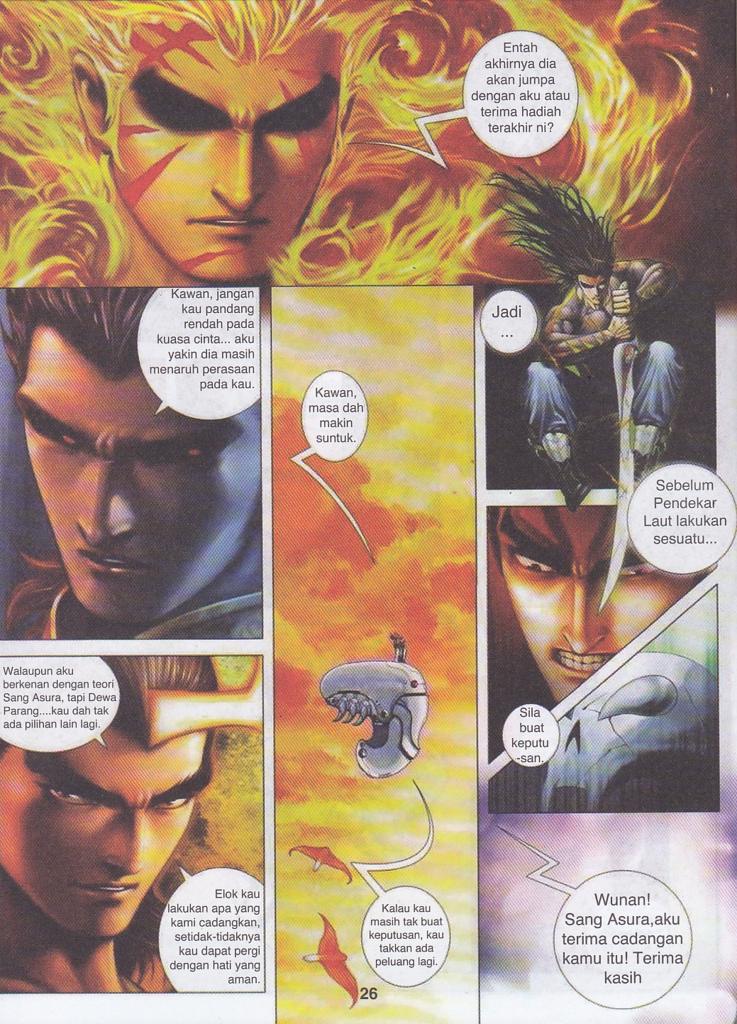 Entah
akhirnya dia
akan jumpa
dengan aku atau
terima hadiah
terakhir ni?
Kawan, jangan
kau pandang
rendah pada
kuasa cinta... aku
yakin dia masih
menaruh perasaan
pada kau.
Walaupun aku
berkenan dengan teori
Sang Asura, tapi Dewa
Parang....kau dah tak
ada pilihan lain lagi.
Elok kau
lakukan apa yang
kami cadangkan,
setidak-tidaknya
kau dapat pergi
dengan hati yang
aman.
Kawan,
masa dah
makin
suntuk.
Kalau kau
masih tak buat
keputusan, kau
takkan ada
peluang lagi.
Jadi
...
Sebelum
Pendekar
Laut lakukan
sesuatu...
Sila
buat
keputu
-san.
Wunan!
Sang Asura,aku
terima cadangan
kamu itu! Terima
kasih
26